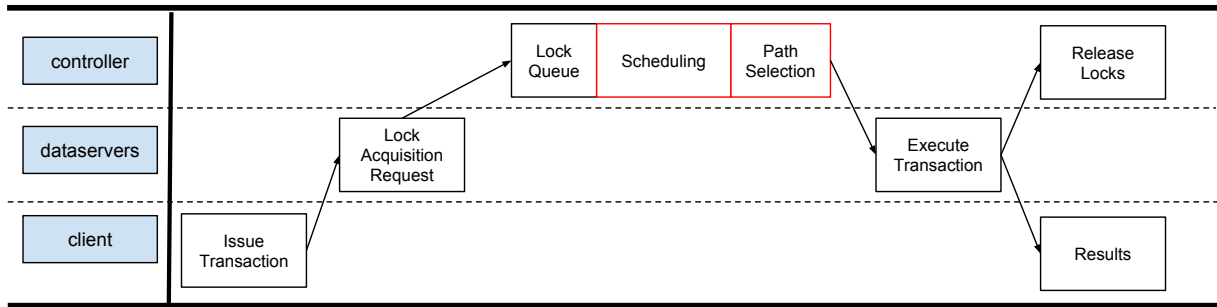 controller
Lock
Queue
Scheduling
Path
Selection
Release
Locks
dataservers
Lock
Acquisition
Request
Execute
Transaction
client
Issue
Transaction
Results